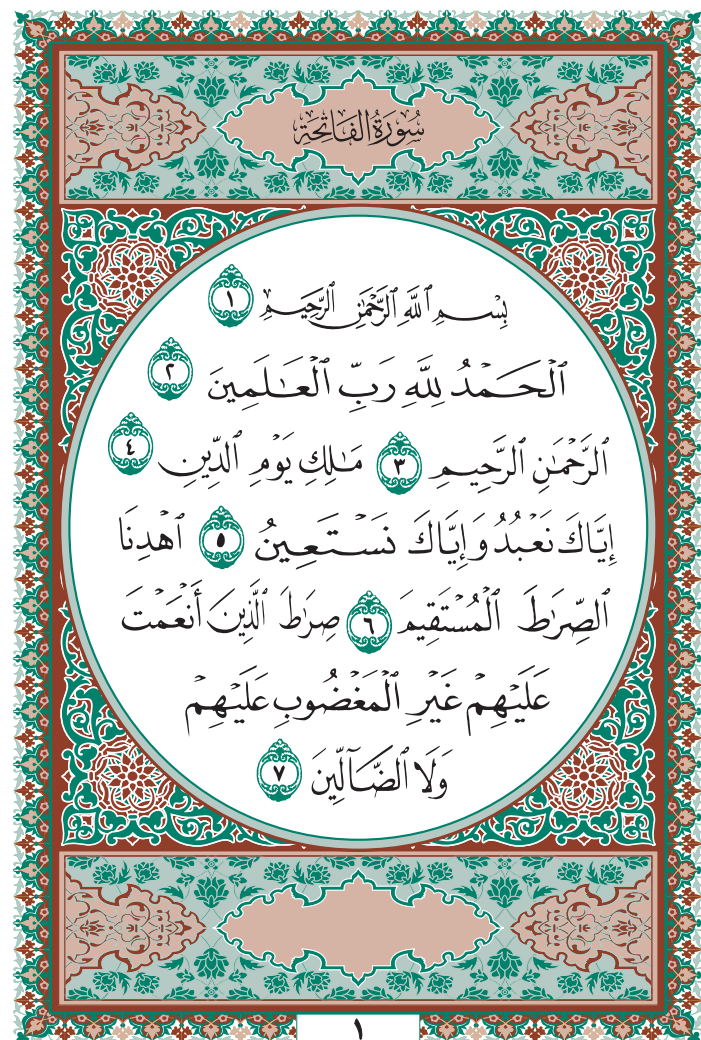 سُورَةُ الفَاتِحَةِ
بِسْمِ ٱللَّهِ ٱلرَّحْمَٰنِ ٱلرَّحِيمِ ١
ٱلْحَمْدُ لِلَّهِ رَبِّ ٱلْعَٰلَمِينَ ٢
ٱلرَّحْمَٰنِ ٱلرَّحِيمِ ٣ مَٰلِكِ يَوْمِ ٱلدِّينِ ٤
إِيَّاكَ نَعْبُدُ وَإِيَّاكَ نَسْتَعِينُ ٥ ٱهْدِنَا
ٱلصِّرَٰطَ ٱلْمُسْتَقِيمَ ٦ صِرَٰطَ ٱلَّذِينَ أَنْعَمْتَ
عَلَيْهِمْ غَيْرِ ٱلْمَغْضُوبِ عَلَيْهِمْ
وَلَا ٱلضَّآلِّينَ ٧
١